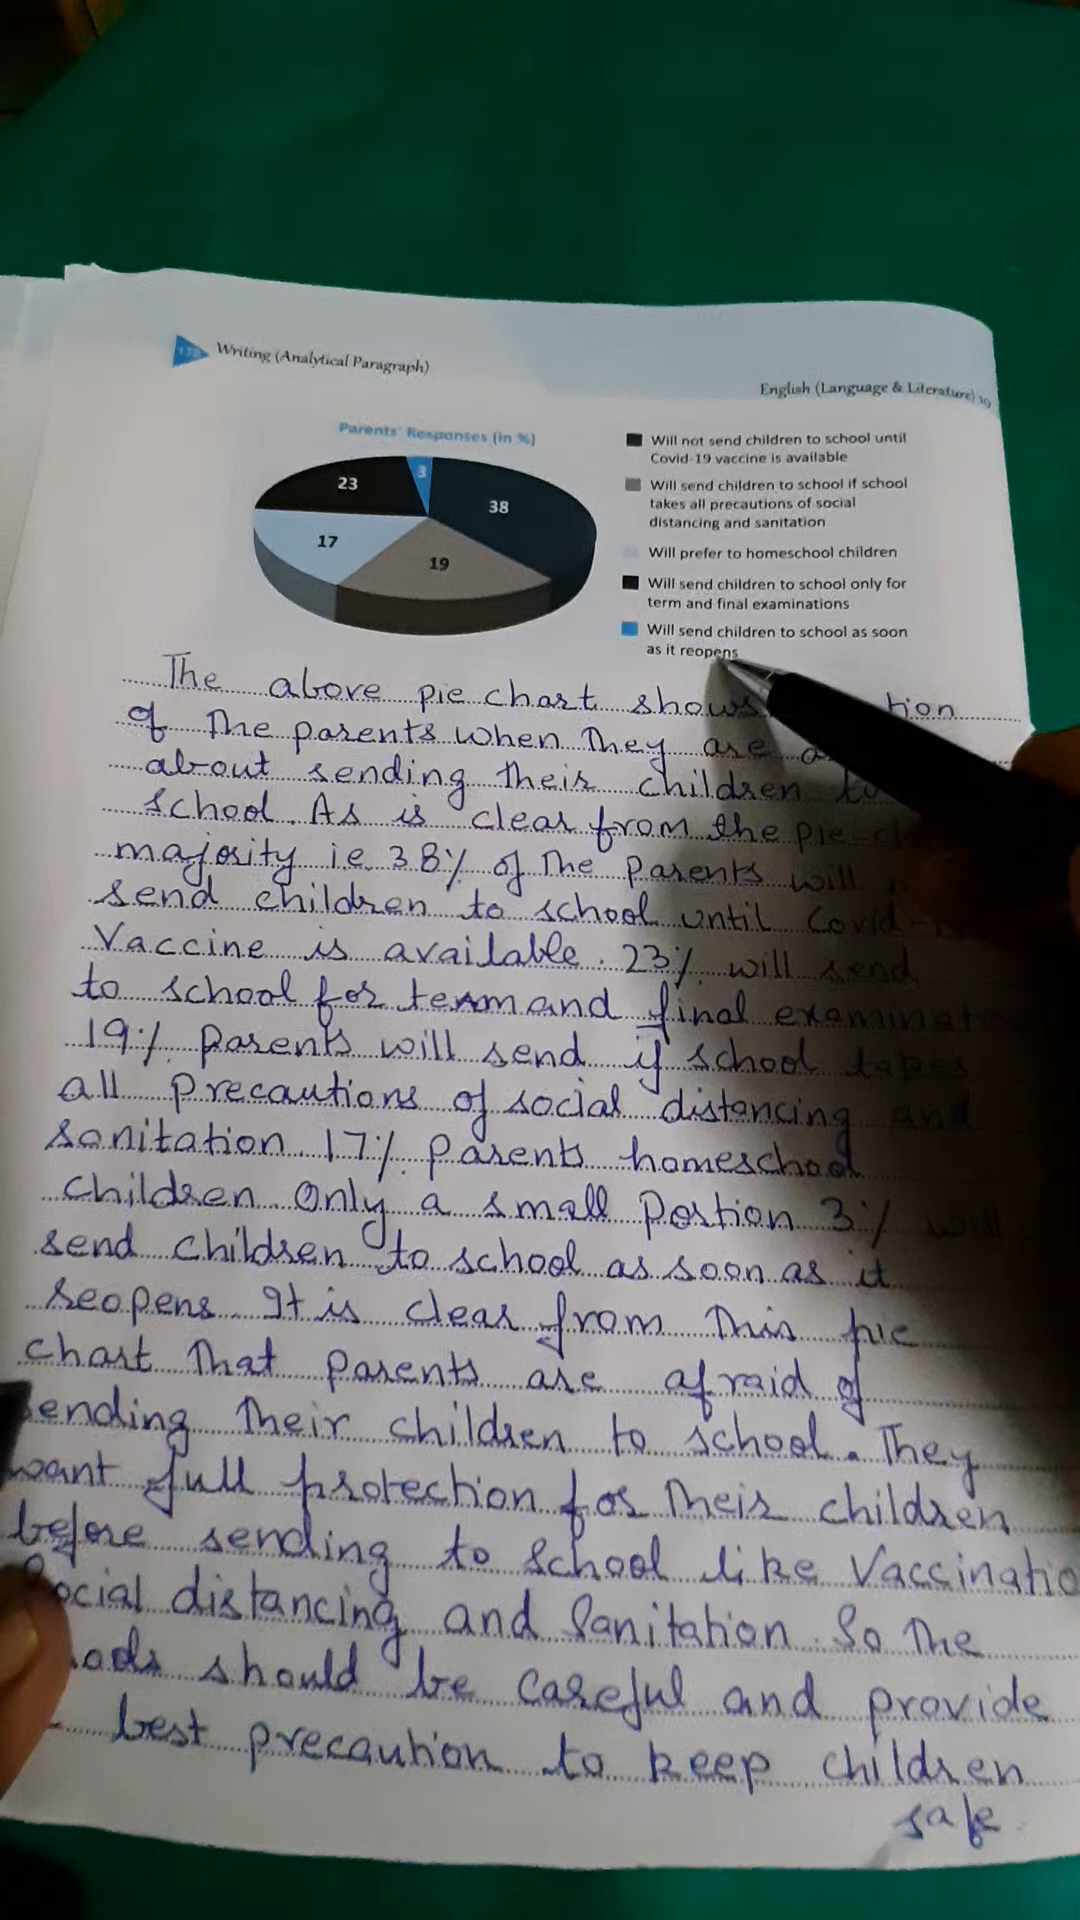 178 Writing (Analytical Paragraph)
English (Language & Literature)
Parents' Responses (in %)
23
3
38
17
19
Will not send children to school until
Covid-19 vaccine is available
Will send children to school if school
takes all precautions of social
distancing and sanitation
Will prefer to homeschool children
Will send children to school only for
term and final examinations
Will send children to school as soon
as it reopens
The above pie chart shows
of the parents when they are
about sending their children to
school. As is clear from the pie-
majority ie 38% of the parents will
send children to school until Covid-
Vaccine is available. 23% will send
to school for term and final
19% Parents will send if school takes
all precautions of social distancing and
sanitation. 17% parents homeschool
children. Only a small portion 3% will
send children to school as soon as it
reopens. It is clear from this pie
chart that parents are afraid of
sending their children to school. They
want full protection for their children
before sending to school like Vaccinatio
Social distancing and Sanitation. So the
should be careful and provide
best precaution to keep children
safe